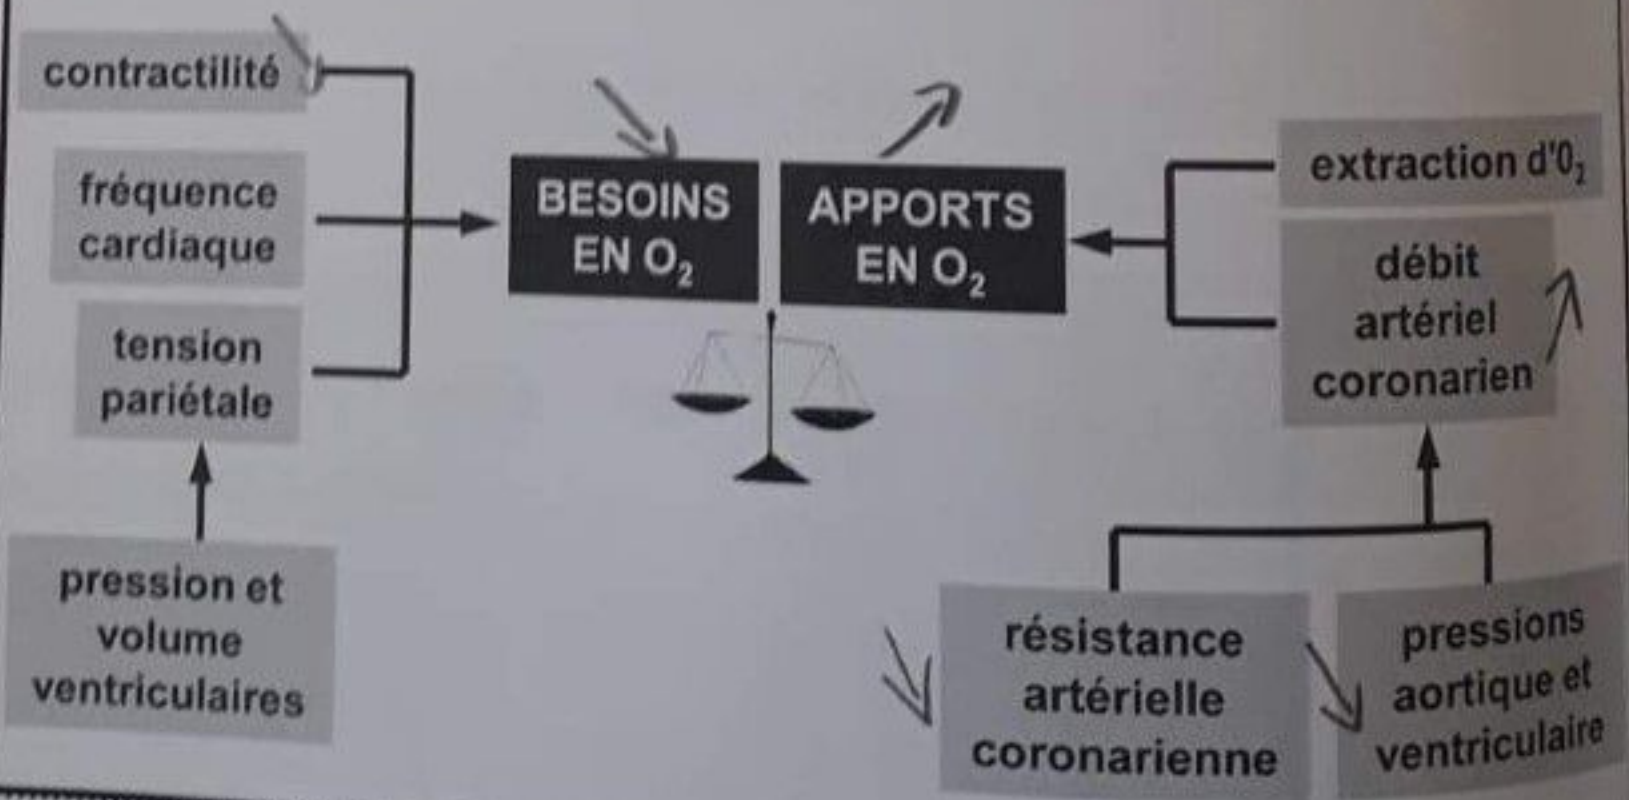 contractilité
fréquence
cardiaque
tension
pariétale
pression et
volume
ventriculaires
BESOINS
EN O₂
APPORTS
EN O₂
extraction d'0₂
débit
artériel
coronarien
résistance
artérielle
coronarienne
pressions
aortique et
ventriculaire